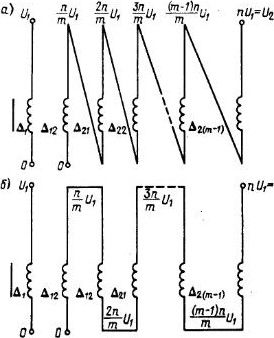 а) U₁ n/m U₁ 2n/m U₁ 3n/m U₁ (m-1)n/m U₁ nU₁=U₂
Δ₁ Δ₁₂ Δ₂₁ Δ₂₂ Δ₂₍ₘ₋₁₎
0 0 0
б) U₁ n/m U₁ 3n/m U₁ nU₁=
Δ₁ Δ₁₂ Δ₁₂ Δ₂₁ Δ₂₍ₘ₋₁₎
0 0 2n/m U₁ (m-1)n/m U₁